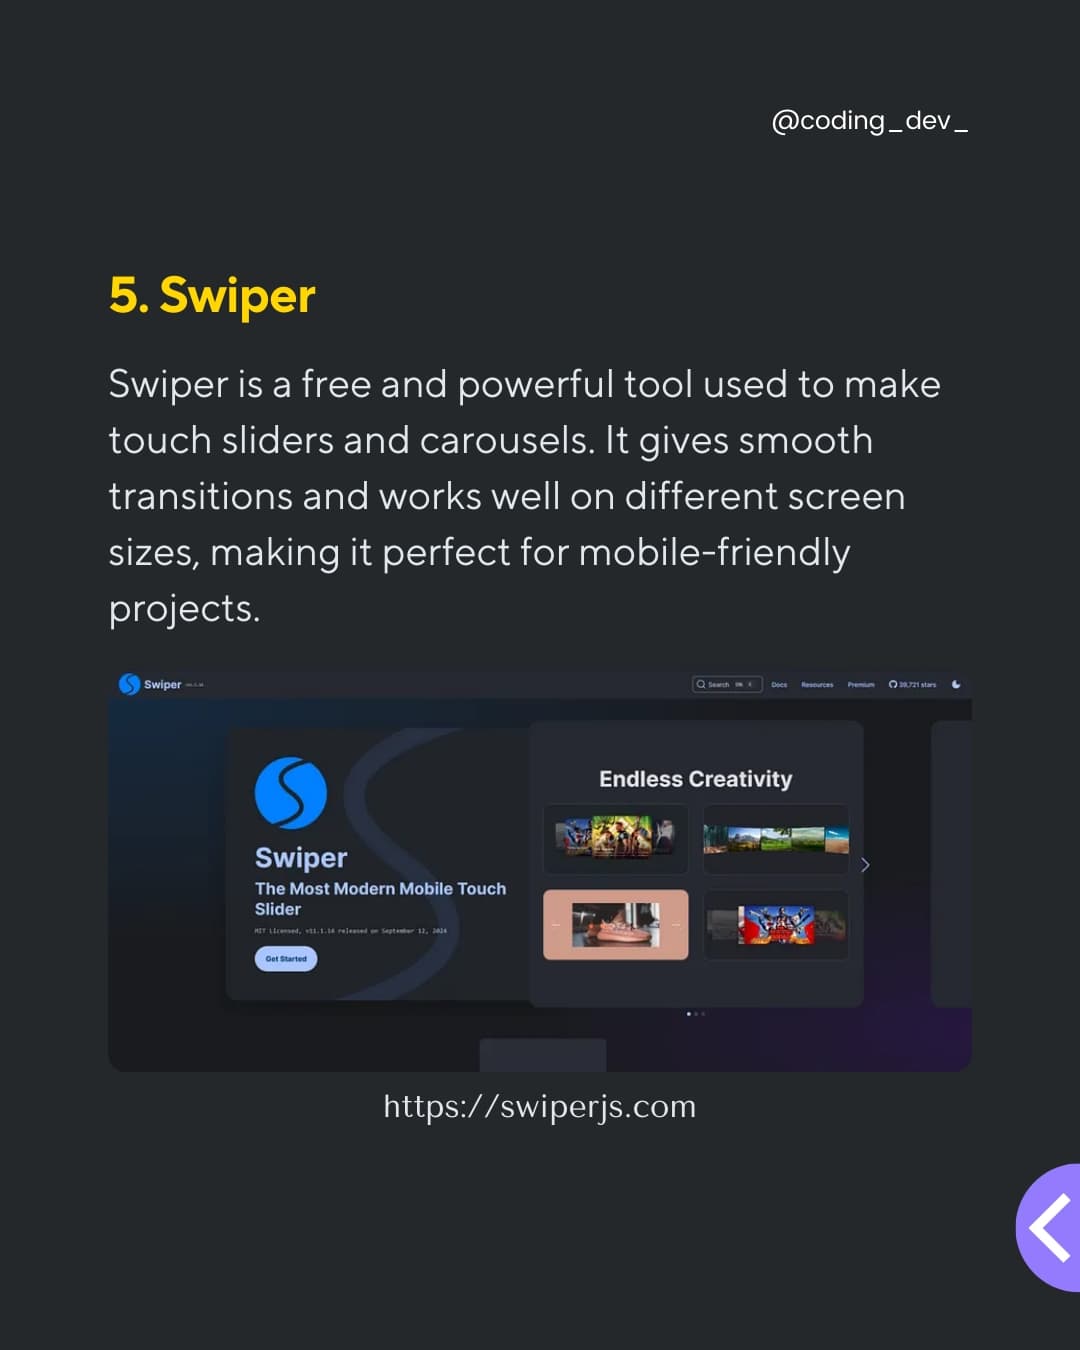 @coding_dev_
5. Swiper
Swiper is a free and powerful tool used to make
touch sliders and carousels. It gives smooth
transitions and works well on different screen
sizes, making it perfect for mobile-friendly
projects.
Swiper
Search
Docs
Resources
Premium
39,721 stars
Swiper
The Most Modern Mobile Touch
Slider
MIT Licensed, v11.1.14 released on September 12, 2024
Get Started
Endless Creativity
https://swiperjs.com